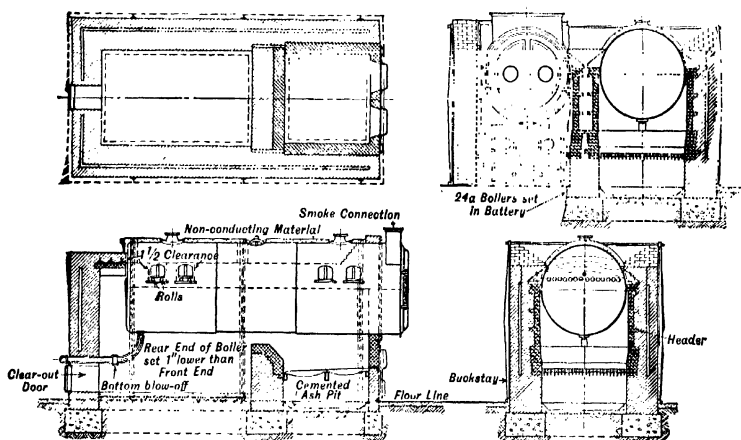 24a Boilers set
In Battery
Smoke Connection
Non-conducting Material
1 1/2 Clearance
Rolls
Rear End of Boiler
set 1" lower than
Front End
Clear-out
Door
Bottom blow-off
Cemented
Ash Pit
Floor Line
Buckstay
Header